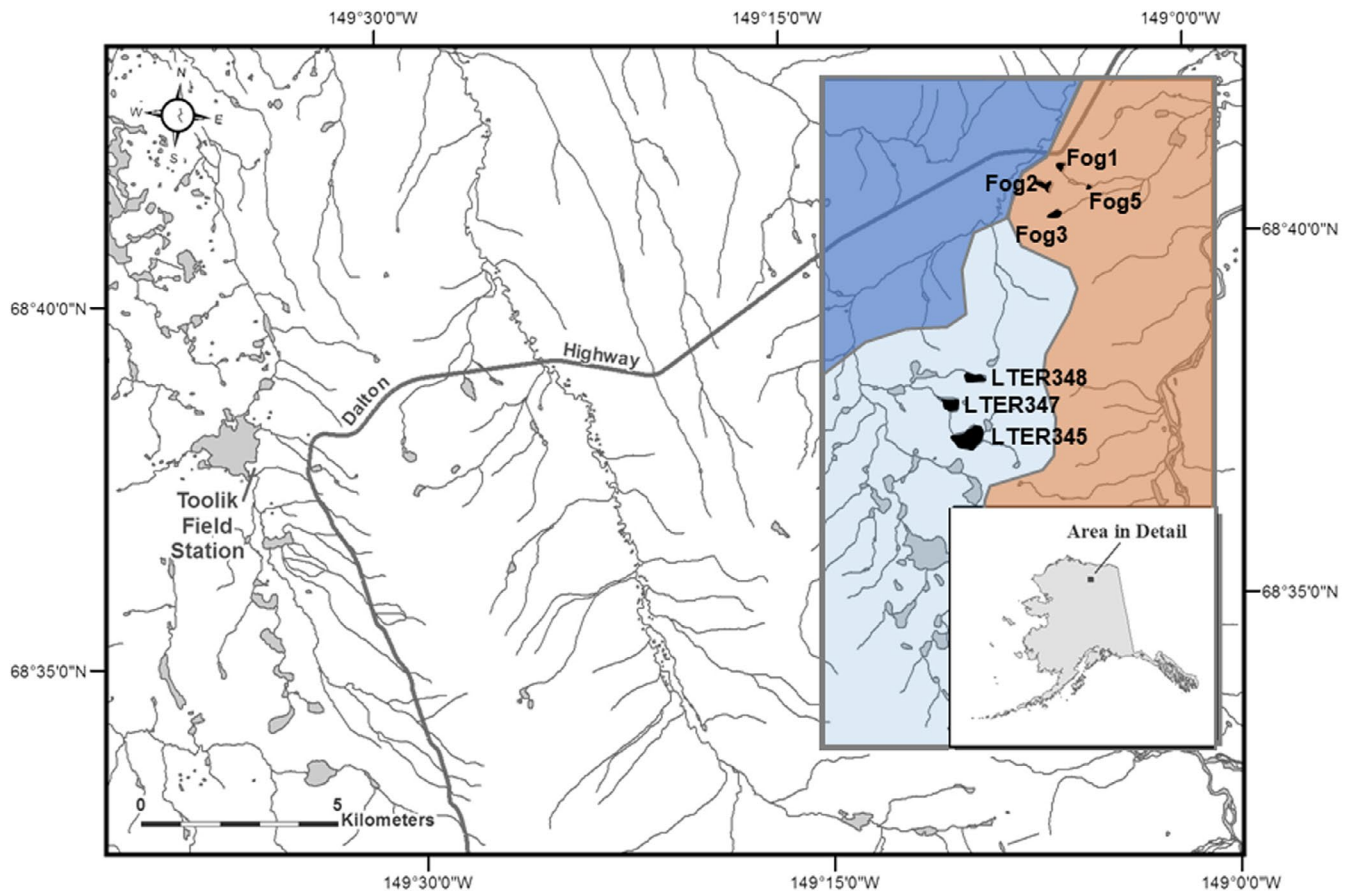 149°30'0"W
149°15'0"W
149°0'0"W
N
W
E
S
Fog1
Fog2
Fog5
Fog3
68°40'0"N
68°40'0"N
Highway
Dalton
LTER348
LTER347
LTER345
Toolik
Field
Station
Area in Detail
68°35'0"N
68°35'0"N
0
5
Kilometers
149°30'0"W
149°15'0"W
149°0'0"W